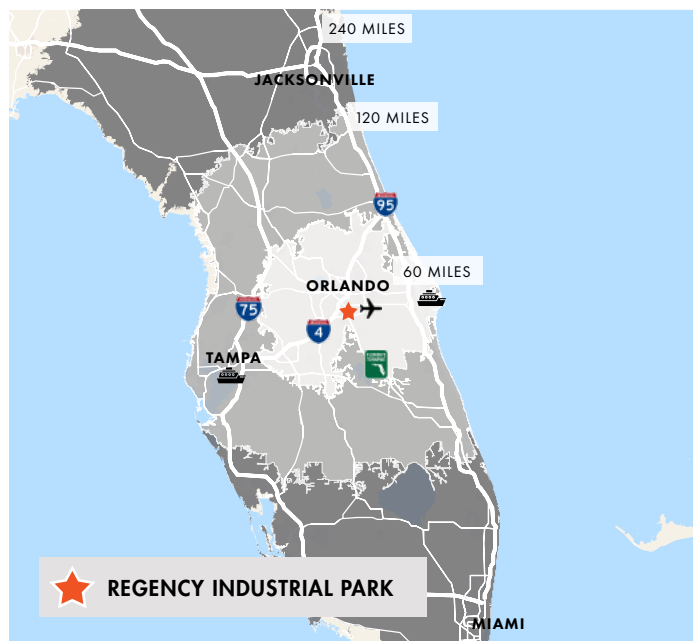 240 MILES
JACKSONVILLE
120 MILES
95
60 MILES
ORLANDO
75
4
TAMPA
REGENCY INDUSTRIAL PARK
MIAMI